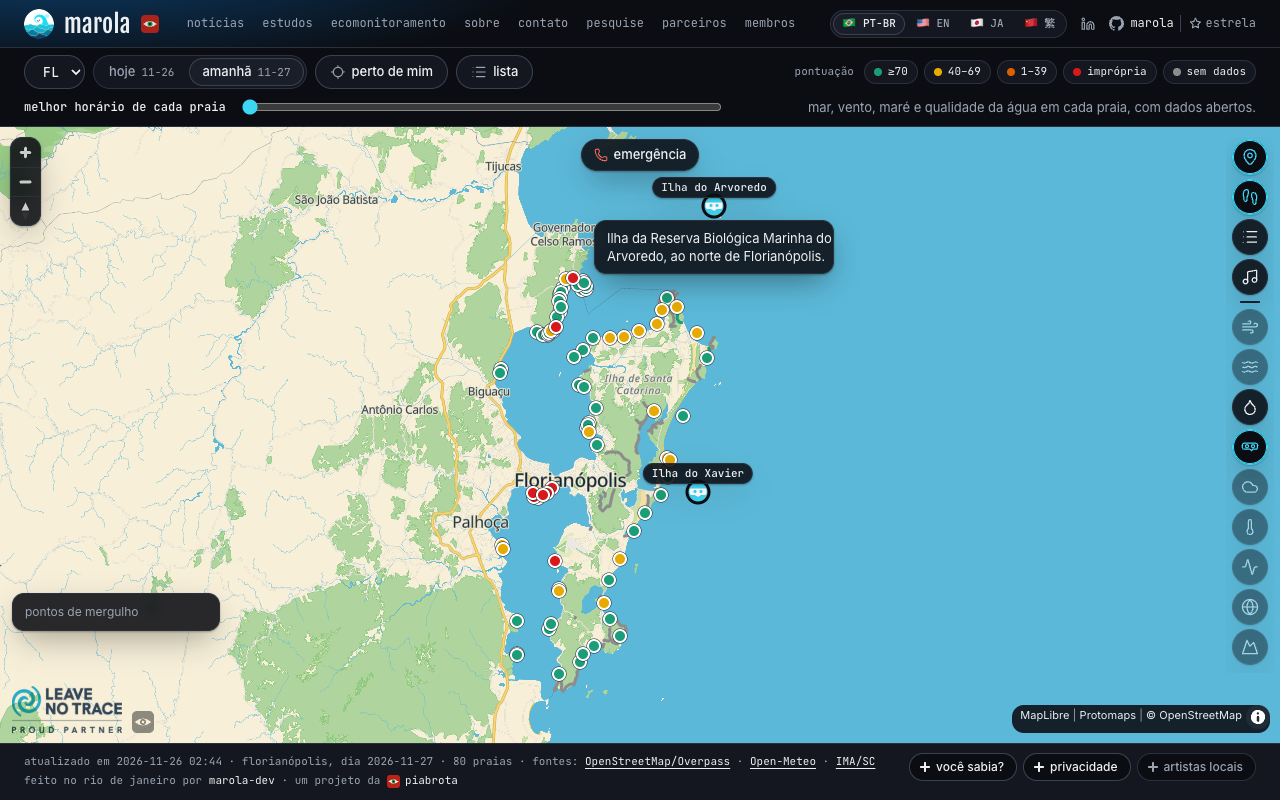 marola
notícias estudos ecomonitoramento sobre contato pesquise parceiros membros
PT-BR EN JA 繁
marola estrela
FL hoje 11-26 amanhã 11-27 perto de mim lista
pontuação ≥70 40–69 1–39 imprópria sem dados
melhor horário de cada praia
mar, vento, maré e qualidade da água em cada praia, com dados abertos.
emergência
Tijucas
Ilha do Arvoredo
São João Batista
Governador
Celso Ramos
Ilha da Reserva Biológica Marinha do
Arvoredo, ao norte de Florianópolis.
Ilha de Santa
Catarina
Biguaçu
Antônio Carlos
Ilha do Xavier
Florianópolis
Palhoça
pontos de mergulho
LEAVE
NO TRACE
PROUD PARTNER
MapLibre | Protomaps | © OpenStreetMap
atualizado em 2026-11-26 02:44 · florianópolis, dia 2026-11-27 · 80 praias · fontes: OpenStreetMap/Overpass · Open-Meteo · IMA/SC
feito no rio de janeiro por marola-dev · um projeto da piabrota
você sabia? privacidade artistas locais